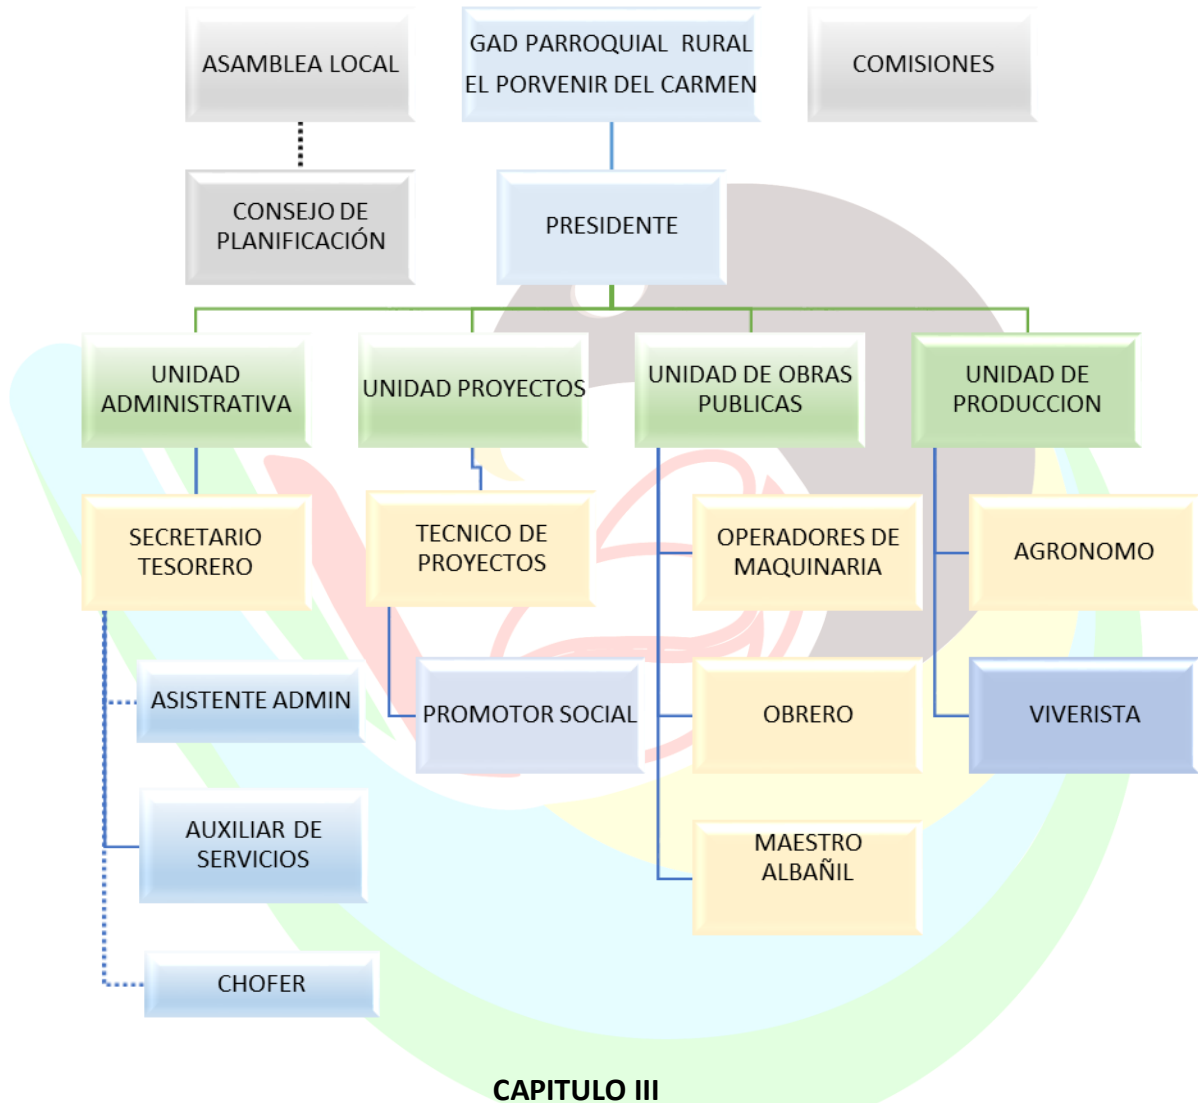 ASAMBLEA LOCAL
GAD PARROQUIAL RURAL
EL PORVENIR DEL CARMEN
COMISIONES
CONSEJO DE
PLANIFICACIÓN
PRESIDENTE
UNIDAD
ADMINISTRATIVA
UNIDAD PROYECTOS
UNIDAD DE OBRAS
PUBLICAS
UNIDAD DE
PRODUCCION
SECRETARIO
TESORERO
TECNICO DE
PROYECTOS
OPERADORES DE
MAQUINARIA
AGRONOMO
ASISTENTE ADMIN
PROMOTOR SOCIAL
OBRERO
VIVERISTA
AUXILIAR DE
SERVICIOS
MAESTRO
ALBAÑIL
CHOFER
CAPITULO III